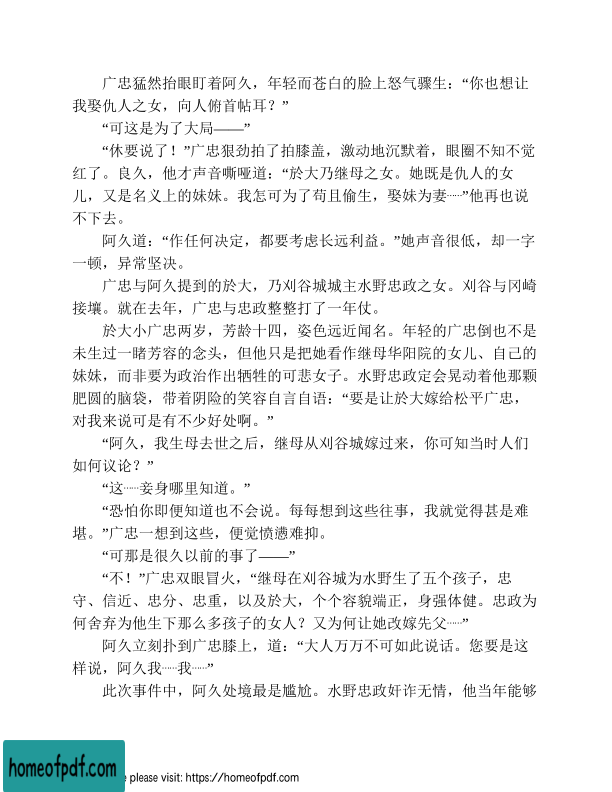 广忠猛然抬眼盯着阿久，年轻而苍白的脸上怒气骤生：“你也想让
我娶仇人之女，向人俯首帖耳？”
“可这是为了大局——”
“休要说了！”广忠狠劲拍了拍膝盖，激动地沉默着，眼圈不知不觉
红了。良久，他才声音嘶哑道：“於大乃继母之女。她既是仇人的女
儿，又是名义上的妹妹。我怎可为了苟且偷生，娶妹为妻……”他再也说
不下去。
阿久道：“作任何决定，都要考虑长远利益。”她声音很低，却一字
一顿，异常坚决。
广忠与阿久提到的於大，乃刈谷城城主水野忠政之女。刈谷与冈崎
接壤。就在去年，广忠与忠政整整打了一年仗。
於大小广忠两岁，芳龄十四，姿色远近闻名。年轻的广忠倒也不是
未生过一睹芳容的念头，但他只是把她看作继母华阳院的女儿、自己的
妹妹，而非要为政治作出牺牲的可悲女子。水野忠政定会晃动着他那颗
肥圆的脑袋，带着阴险的笑容自言自语：“要是让於大嫁给松平广忠，
对我来说可是有不少好处啊。”
“阿久，我生母去世之后，继母从刈谷城嫁过来，你可知当时人们
如何议论？”
“这……妾身哪里知道。”
“恐怕你即便知道也不会说。每每想到这些往事，我就觉得甚是难
堪。”广忠一想到这些，便觉愤懑难抑。
“可那是很久以前的事了——”
“不！”广忠双眼冒火，“继母在刈谷城为水野生了五个孩子，忠
守、信近、忠分、忠重，以及於大，个个容貌端正，身强体健。忠政为
何舍弃为他生下那么多孩子的女人？又为何让她改嫁先父……”
阿久立刻扑到广忠膝上，道：“大人万万不可如此说话。您要是这
样说，阿久我……我……”
此次事件中，阿久处境最是尴尬。水野忠政奸诈无情，他当年能够
homeofpdf.com
e please visit: https://homeofpdf.com